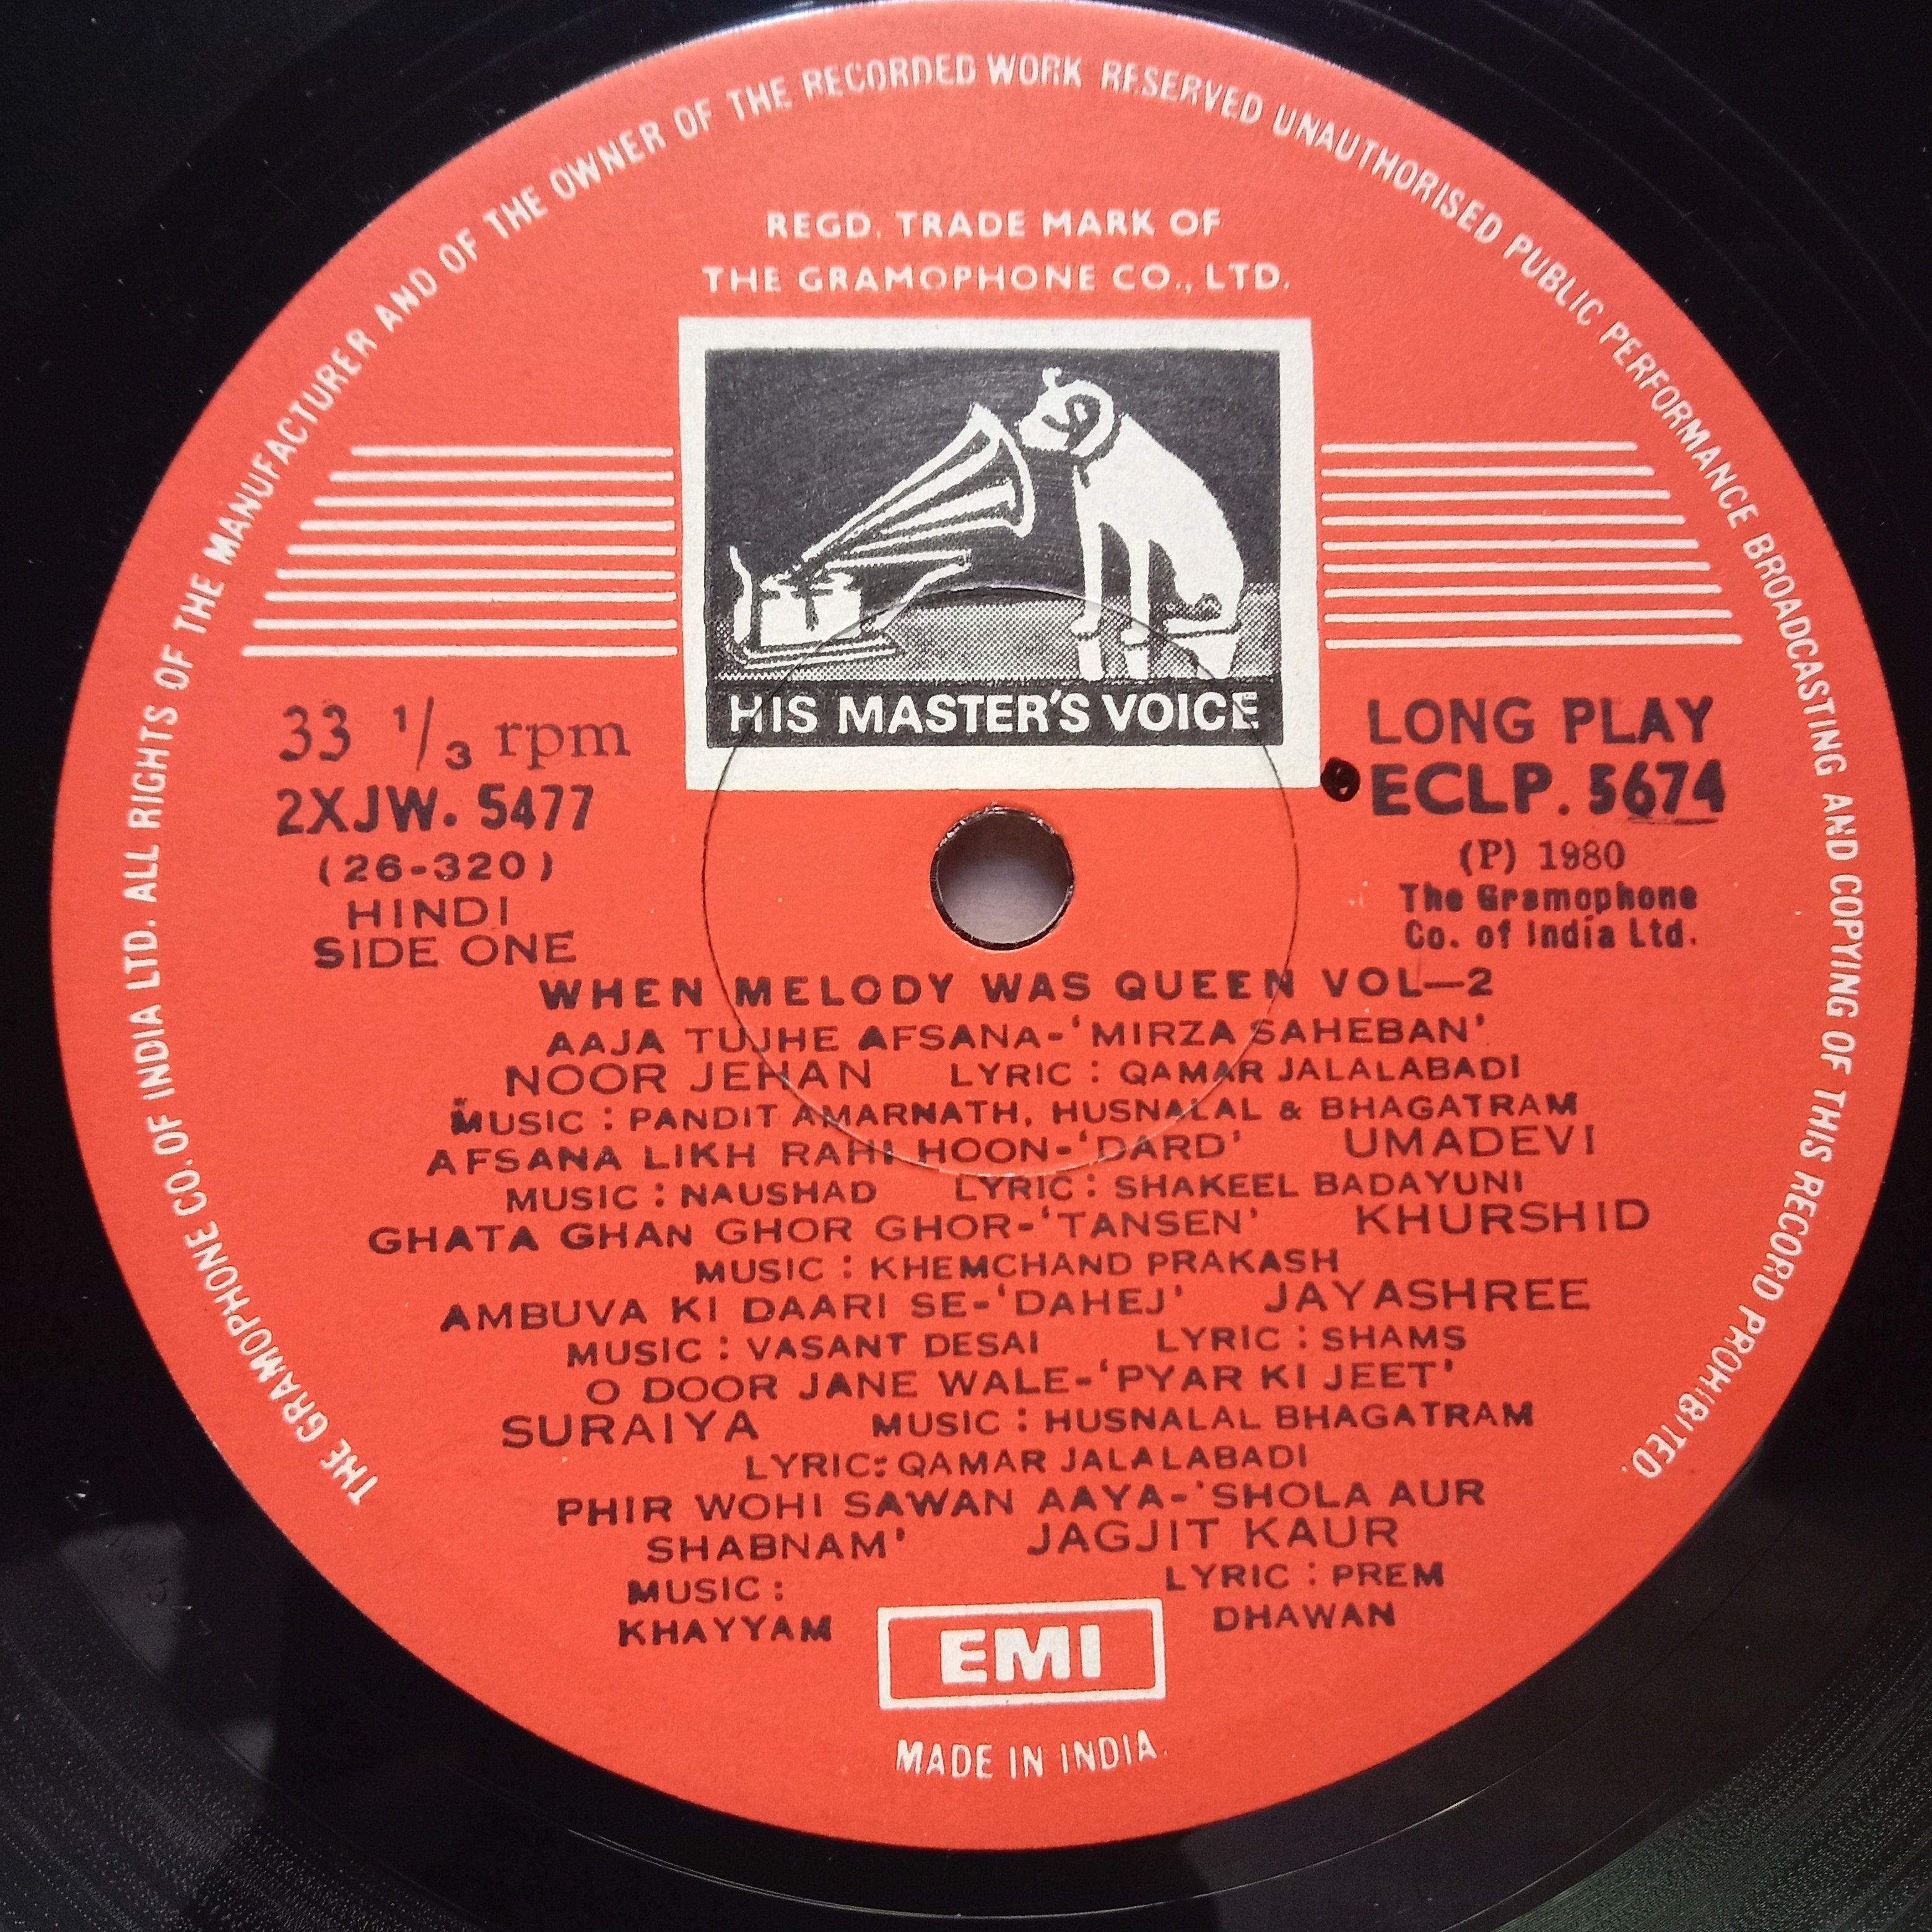 THE GRAMOPHONE CO. OF INDIA LTD. ALL RIGHTS OF THE MANUFACTURER AND OF THE OWNER OF THE RECORDED WORK RESERVED UNAUTHORISED PUBLIC PERFORMANCE BROADCASTING AND COPYING OF THIS RECORD PROHIBITED.
REGD. TRADE MARK OF
THE GRAMOPHONE CO., LTD.
HIS MASTER'S VOICE
33 1/3 rpm
2XJW. 5477
(26-320)
HINDI
SIDE ONE
LONG PLAY
ECLP. 5674
(P) 1980
The Gramophone
Co. of India Ltd.
WHEN MELODY WAS QUEEN VOL—2
AAJA TUJHE AFSANA-'MIRZA SAHEBAN'
NOOR JEHAN LYRIC : QAMAR JALALABADI
MUSIC : PANDIT AMARNATH, HUSNALAL & BHAGATRAM
AFSANA LIKH RAHI HOON-'DARD' UMADEVI
MUSIC : NAUSHAD LYRIC : SHAKEEL BADAYUNI
GHATA GHAN GHOR GHOR-'TANSEN' KHURSHID
MUSIC : KHEMCHAND PRAKASH
AMBUVA KI DAARI SE-'DAHEJ' JAYASHREE
MUSIC : VASANT DESAI LYRIC : SHAMS
O DOOR JANE WALE-'PYAR KI JEET'
SURAIYA MUSIC : HUSNALAL BHAGATRAM
LYRIC: QAMAR JALALABADI
PHIR WOHI SAWAN AAYA-'SHOLA AUR
SHABNAM' JAGJIT KAUR
MUSIC : LYRIC : PREM
KHAYYAM DHAWAN
EMI
MADE IN INDIA.